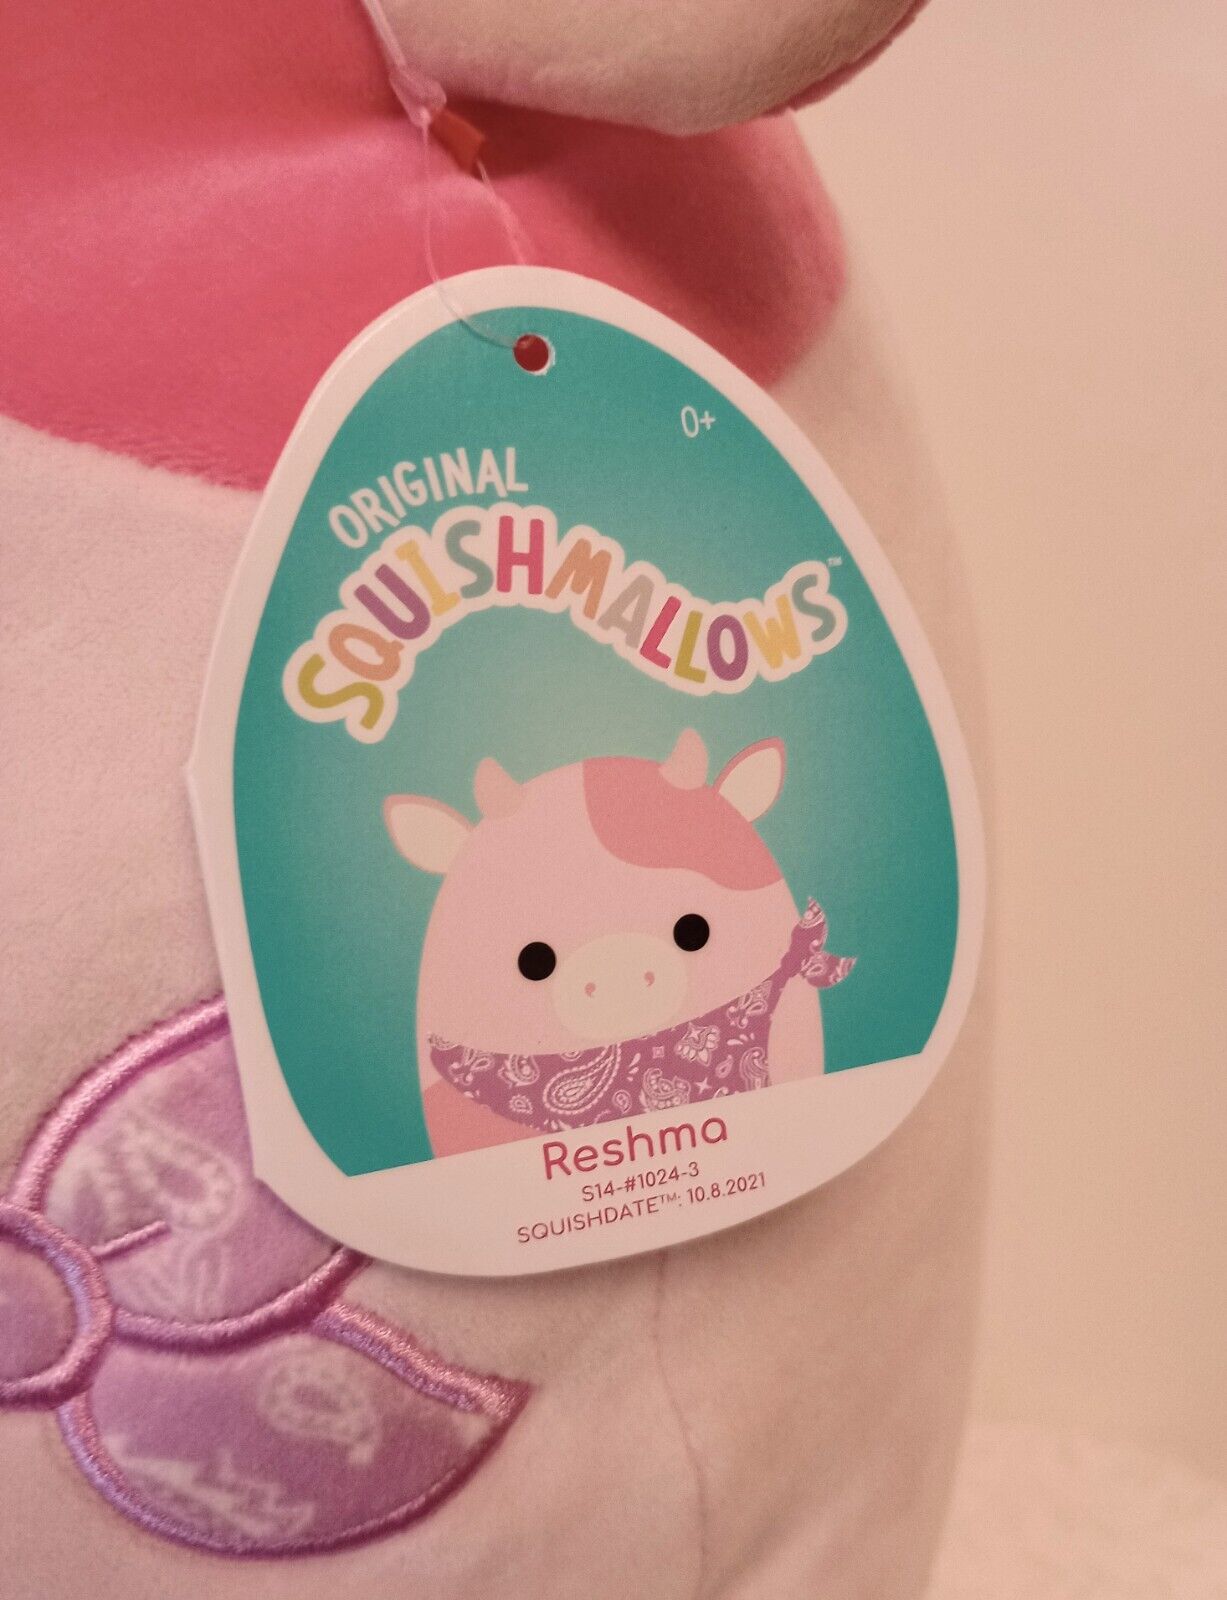 0+
ORIGINAL
SQUISHMALLOWS™
Reshma
S14-#1024-3
SQUISHDATE™: 10.8.2021